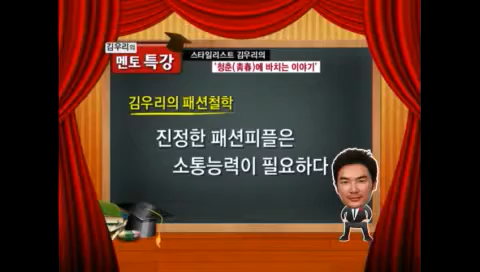 김우리의
멘토 특강
스타일리스트 김우리의
'청춘(靑春)에 바치는 이야기'
김우리의 패션철학
진정한 패션피플은
소통능력이 필요하다